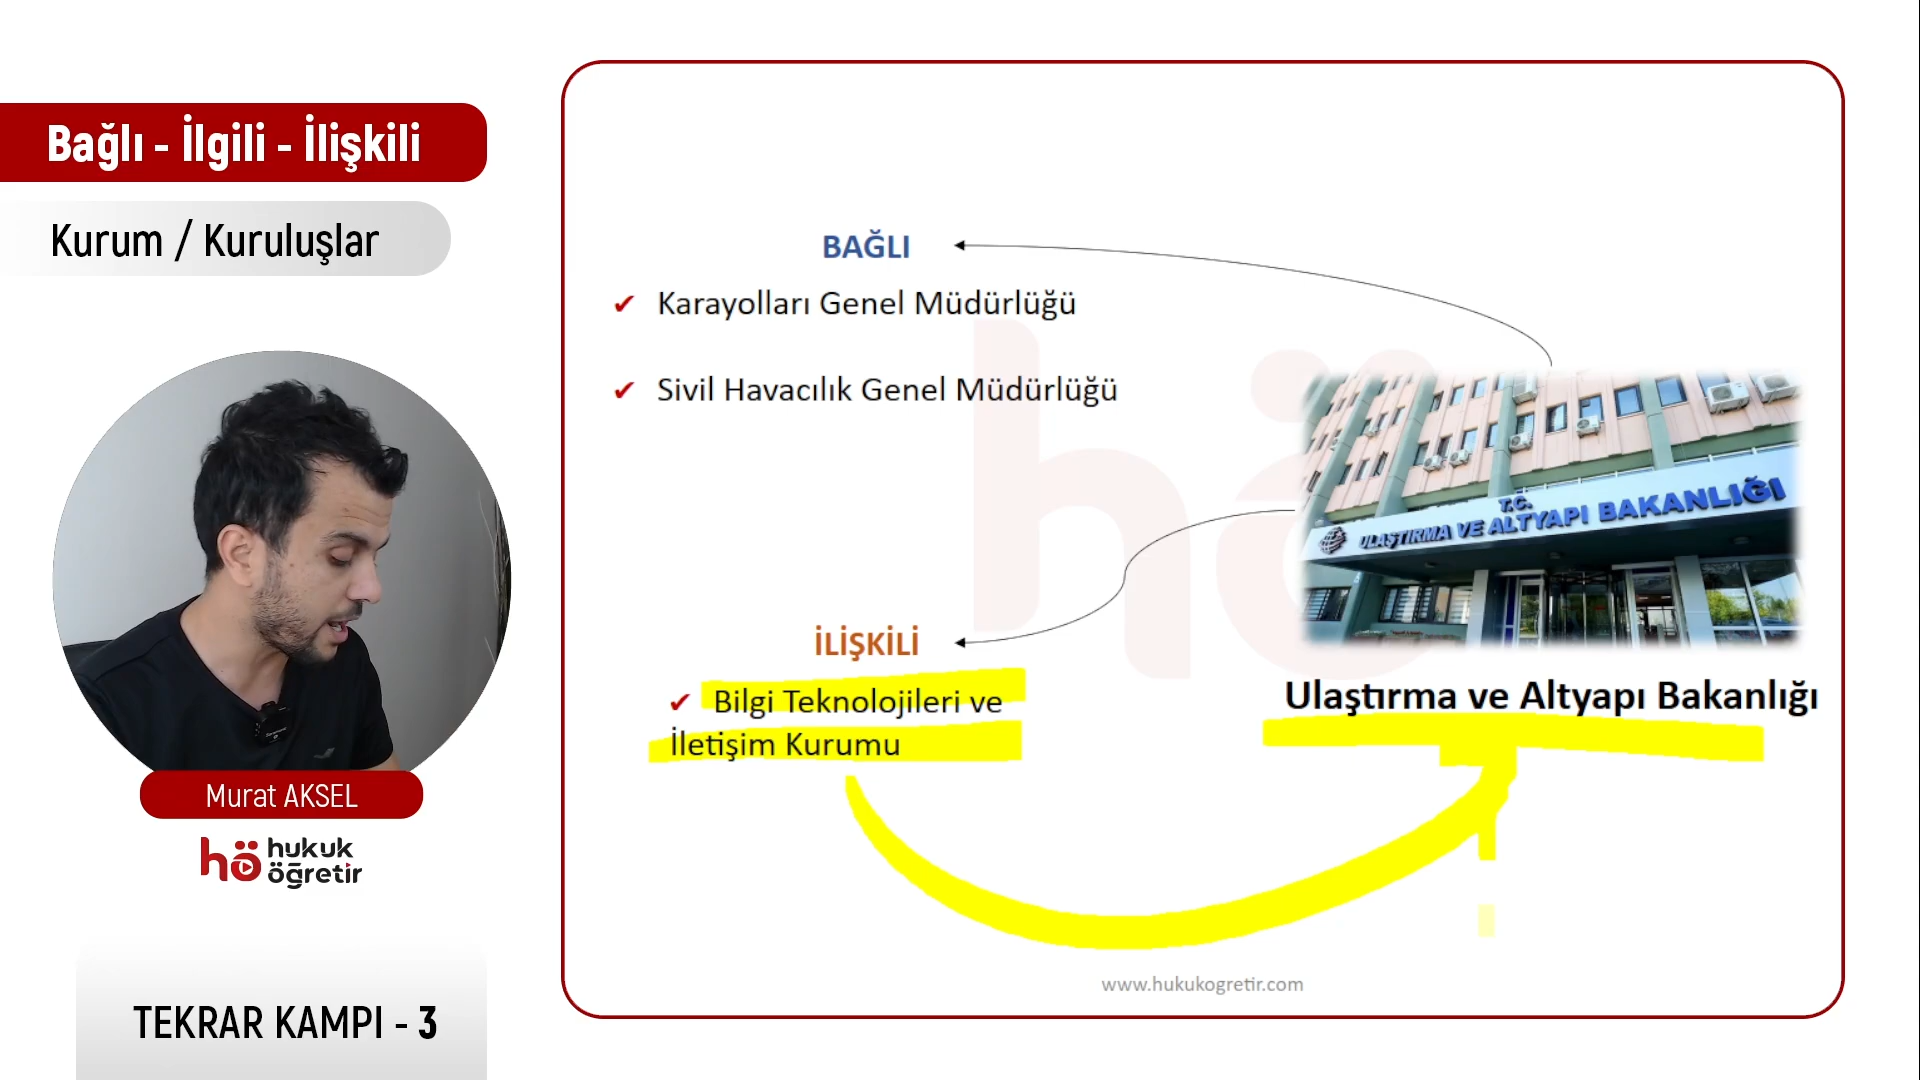 Bağlı - İlgili - İlişkili
Kurum / Kuruluşlar
Murat AKSEL
hö hukuk
öğretir
TEKRAR KAMPI - 3
BAĞLI
✔ Karayolları Genel Müdürlüğü
✔ Sivil Havacılık Genel Müdürlüğü
İLİŞKİLİ
✔ Bilgi Teknolojileri ve
İletişim Kurumu
T.C.
ULAŞTIRMA VE ALTYAPI BAKANLIĞI
Ulaştırma ve Altyapı Bakanlığı
www.hukukogretir.com